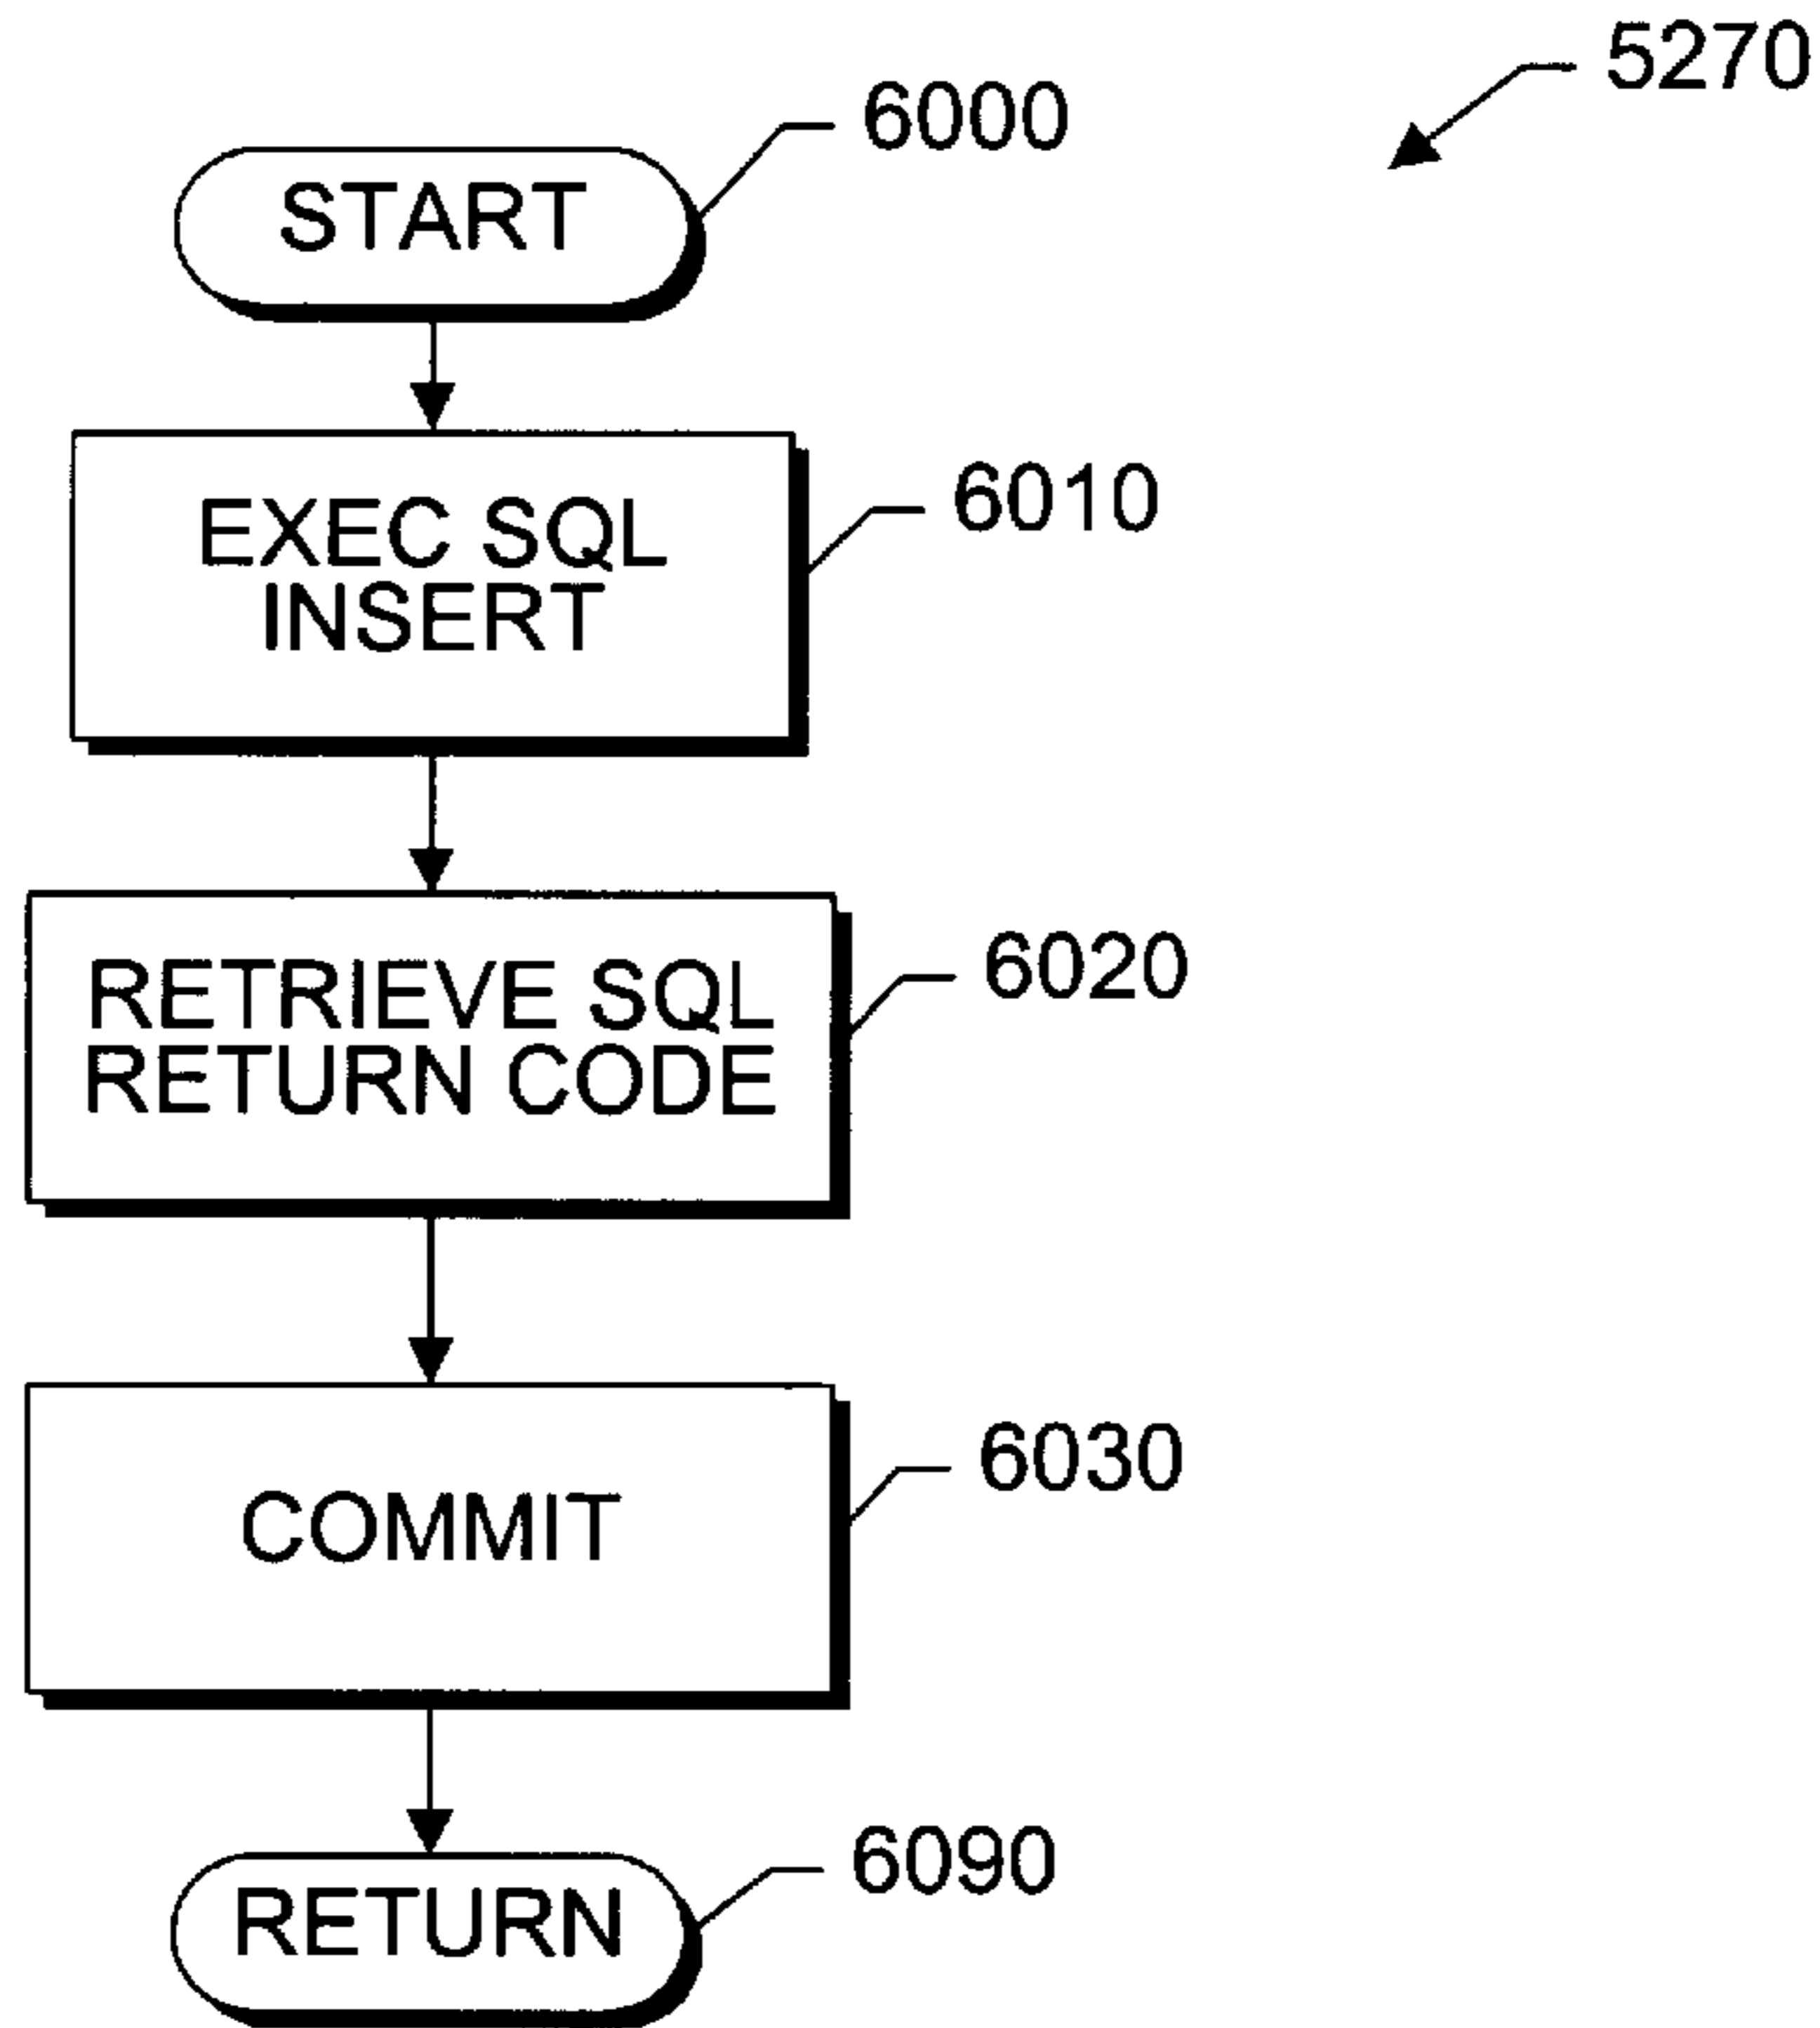 5270
6000
START
EXEC SQL
INSERT
6010
RETRIEVE SQL
RETURN CODE
6020
COMMIT
6030
RETURN
6090